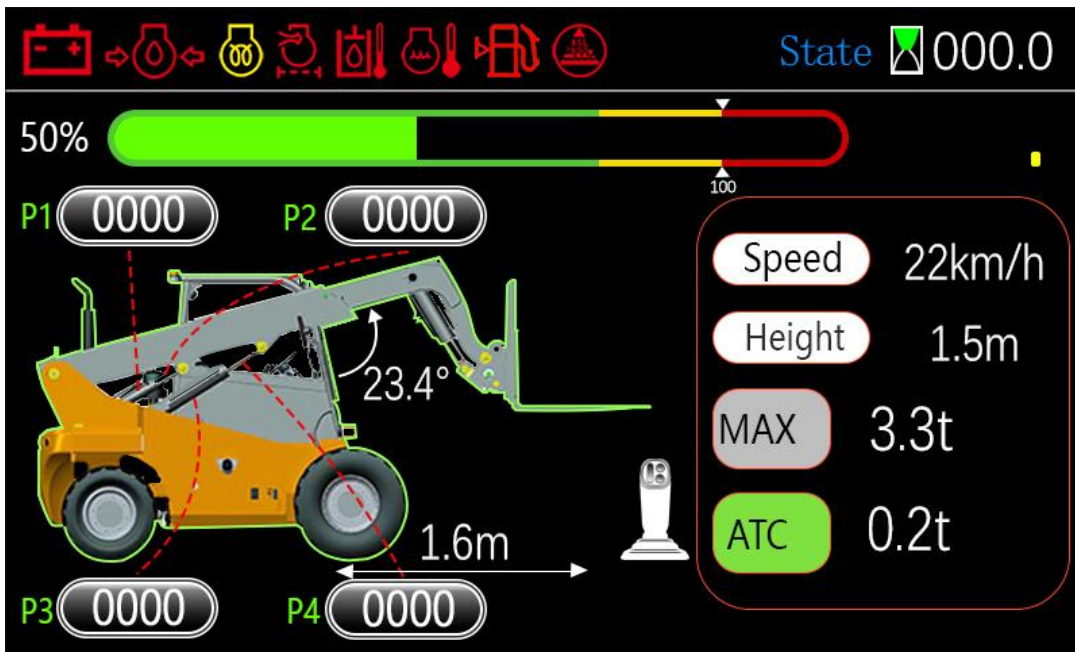 State 000.0
50%
100
P1 0000
P2 0000
Speed 22km/h
Height 1.5m
23.4°
MAX 3.3t
ATC 0.2t
1.6m
P3 0000
P4 0000